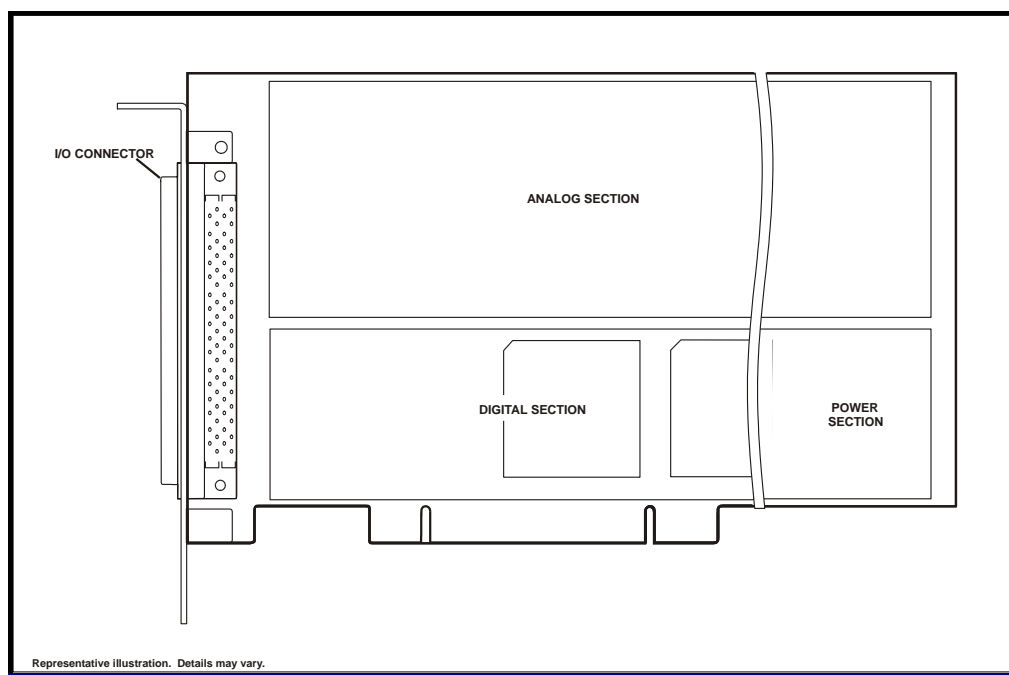 I/O CONNECTOR
ANALOG SECTION
DIGITAL SECTION
POWER
SECTION
Representative illustration.  Details may vary.